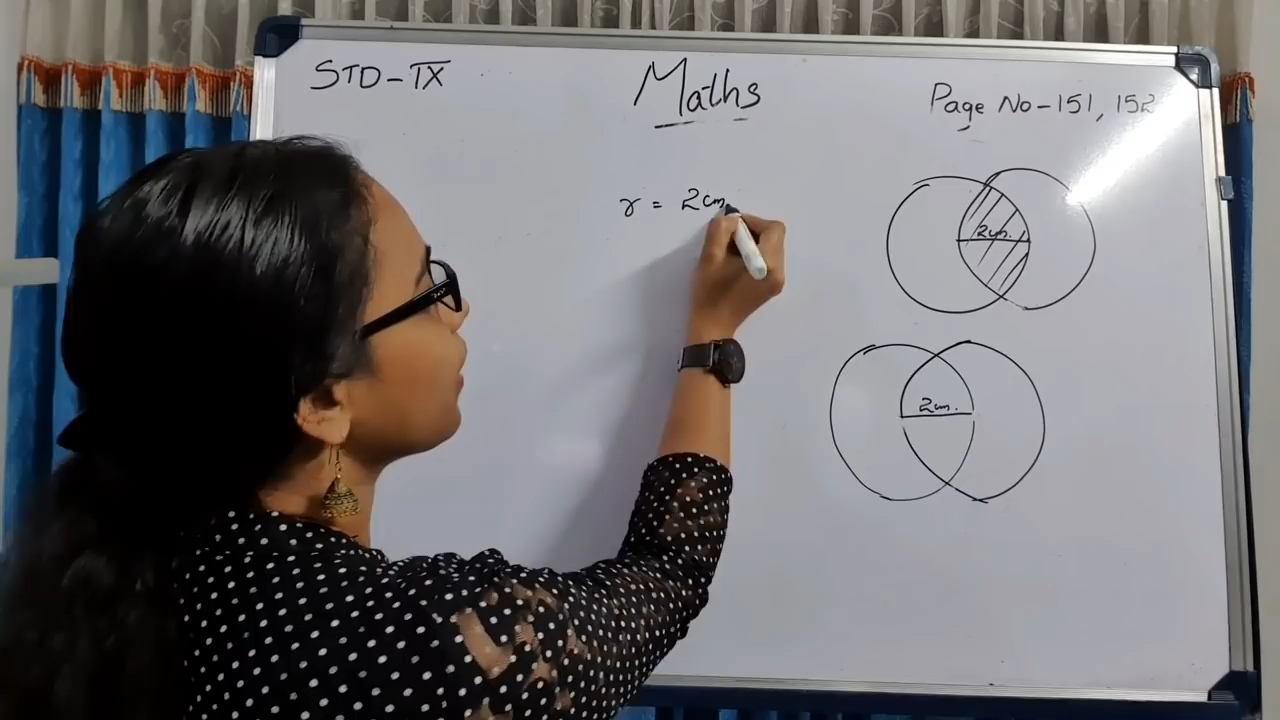 STD-IX
Maths
Page No-151, 152
r = 2cm
2cm.
2cm.